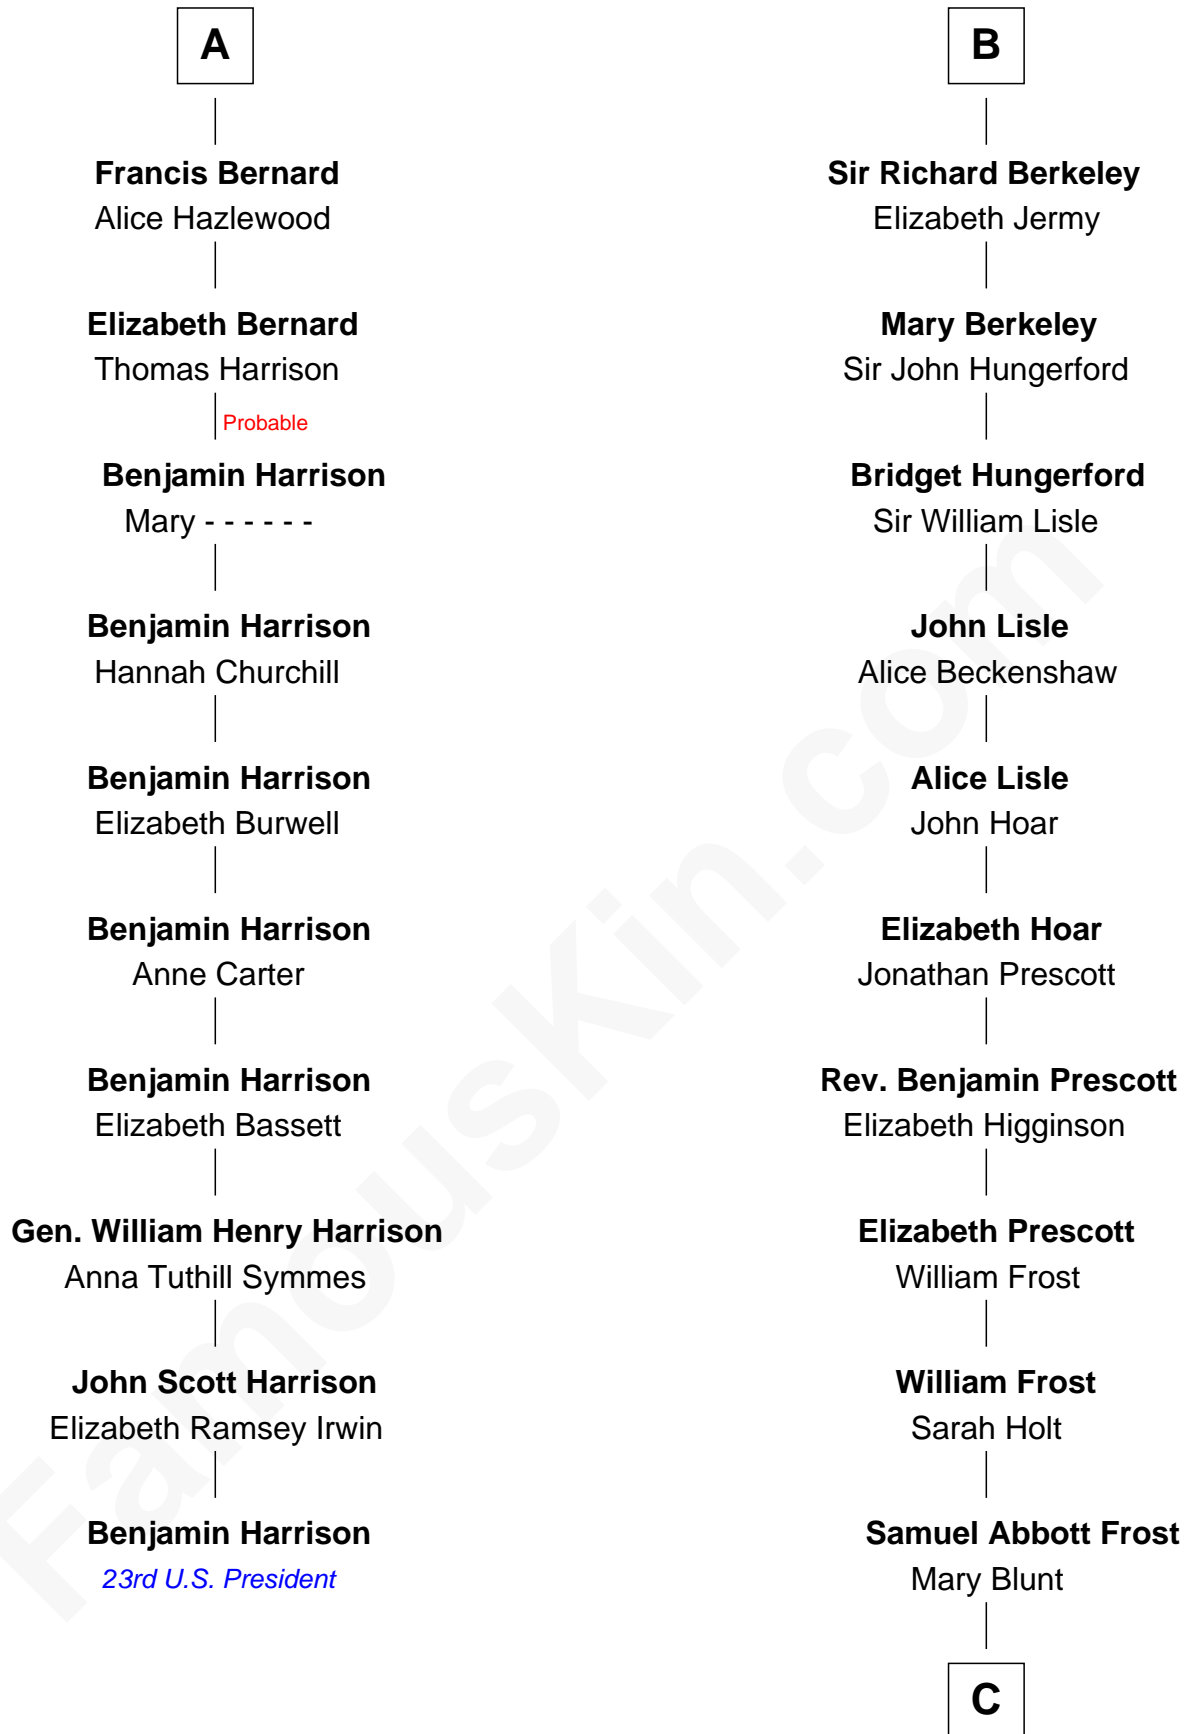 A
Francis Bernard
Alice Hazlewood
Elizabeth Bernard
Thomas Harrison
Probable
Benjamin Harrison
Mary - - - - - -
Benjamin Harrison
Hannah Churchill
Benjamin Harrison
Elizabeth Burwell
Benjamin Harrison
Anne Carter
Benjamin Harrison
Elizabeth Bassett
Gen. William Henry Harrison
Anna Tuthill Symmes
John Scott Harrison
Elizabeth Ramsey Irwin
Benjamin Harrison
23rd U.S. President
B
Sir Richard Berkeley
Elizabeth Jermy
Mary Berkeley
Sir John Hungerford
Bridget Hungerford
Sir William Lisle
John Lisle
Alice Beckenshaw
Alice Lisle
John Hoar
Elizabeth Hoar
Jonathan Prescott
Rev. Benjamin Prescott
Elizabeth Higginson
Elizabeth Prescott
William Frost
William Frost
Sarah Holt
Samuel Abbott Frost
Mary Blunt
C
FamousKin.com